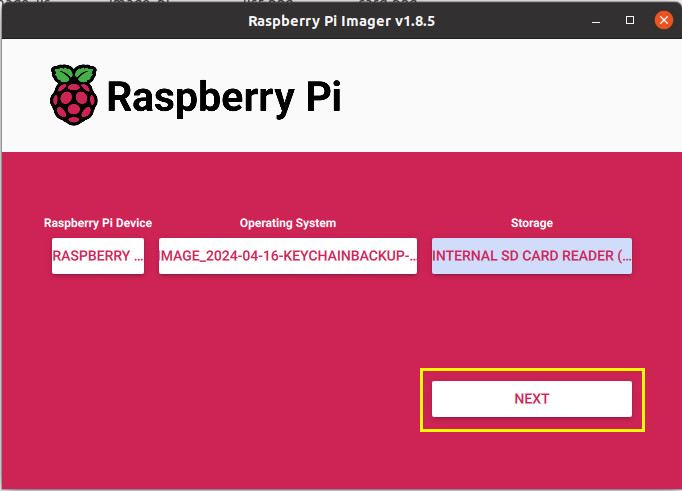 Raspberry Pi Imager v1.8.5
Raspberry Pi
Raspberry Pi Device Operating System Storage
RASPBERRY ... IMAGE_2024-04-16-KEYCHAINBACKUP-... INTERNAL SD CARD READER (...
NEXT